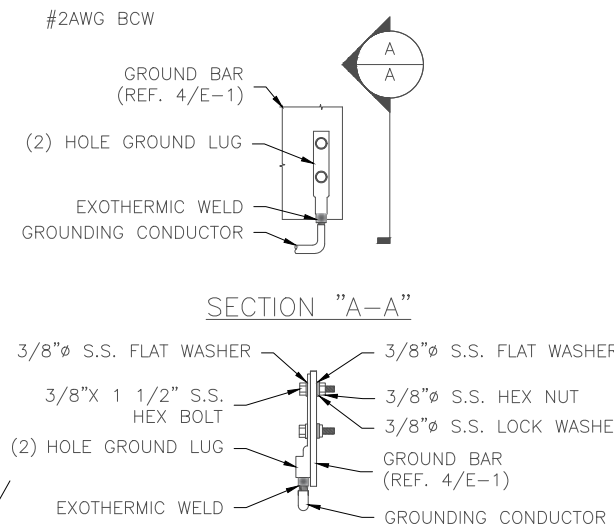 #2AWG BCW
A
A
GROUND BAR
(REF. 4/E-1)
(2) HOLE GROUND LUG
EXOTHERMIC WELD
GROUNDING CONDUCTOR
SECTION "A-A"
3/8"ø S.S. FLAT WASHER
3/8"ø S.S. FLAT WASHER
3/8"X 1 1/2" S.S.
HEX BOLT
3/8"ø S.S. HEX NUT
3/8"ø S.S. LOCK WASHE
(2) HOLE GROUND LUG
GROUND BAR
(REF. 4/E-1)
EXOTHERMIC WELD
GROUNDING CONDUCTOR